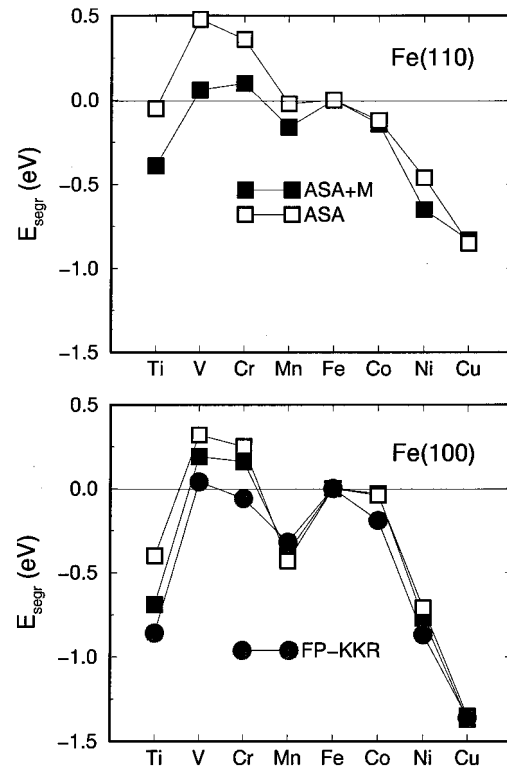 0.5
Fe(110)
0.0
E_segr (eV)
-0.5
ASA+M
ASA
−1.0
−1.5
Ti V Cr Mn Fe Co Ni Cu
0.5
Fe(100)
0.0
E_segr (eV)
−0.5
FP−KKR
−1.0
−1.5
Ti V Cr Mn Fe Co Ni Cu